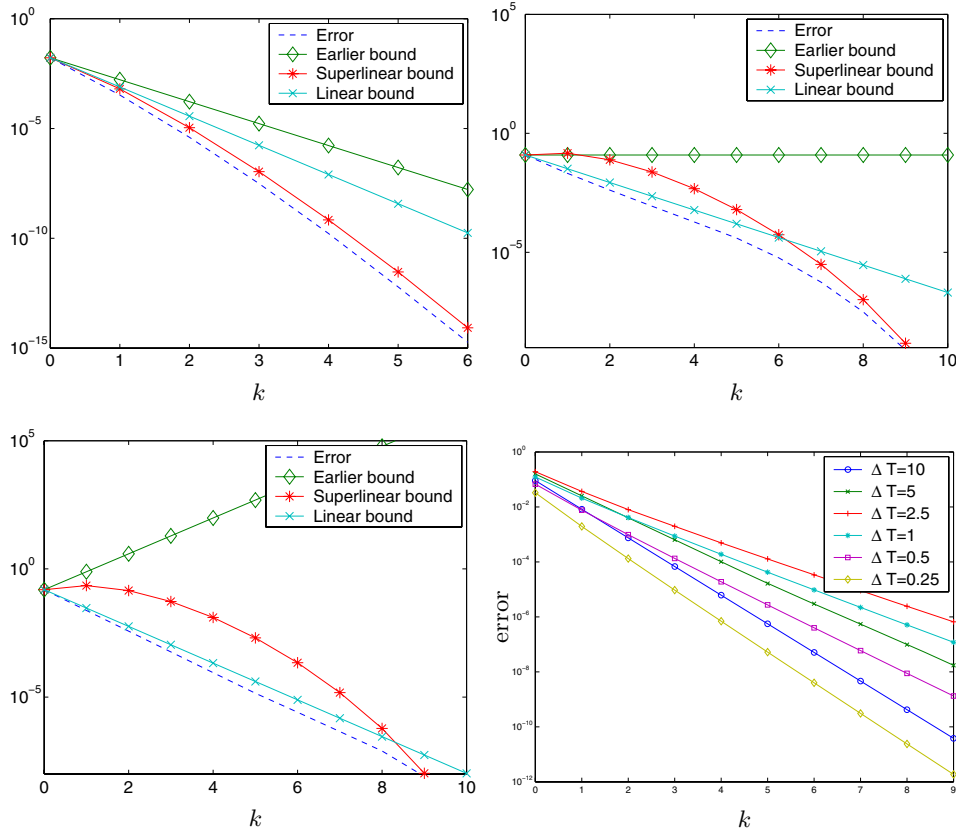 10^0
10^-5
10^-10
10^-15
0 1 2 3 4 5 6
k
Error
Earlier bound
Superlinear bound
Linear bound
10^5
10^0
10^-5
0 2 4 6 8 10
k
Error
Earlier bound
Superlinear bound
Linear bound
10^5
10^0
10^-5
0 2 4 6 8 10
k
Error
Earlier bound
Superlinear bound
Linear bound
10^0
10^-2
10^-4
10^-6
10^-8
10^-10
10^-12
error
0 1 2 3 4 5 6 7 8 9
k
Δ T=10
Δ T=5
Δ T=2.5
Δ T=1
Δ T=0.5
Δ T=0.25